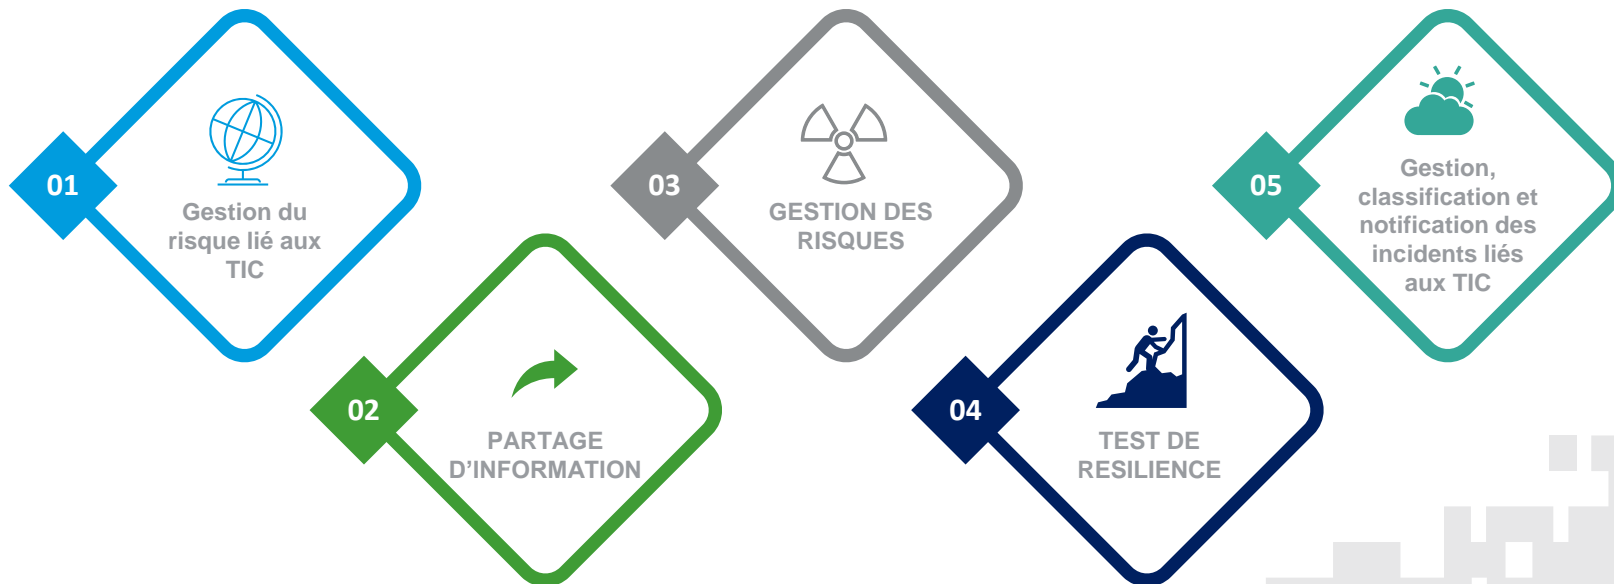 01
Gestion du
risque lié aux
TIC
02
PARTAGE
D’INFORMATION
03
GESTION DES
RISQUES
04
TEST DE
RESILIENCE
05
Gestion,
classification et
notification des
incidents liés
aux TIC